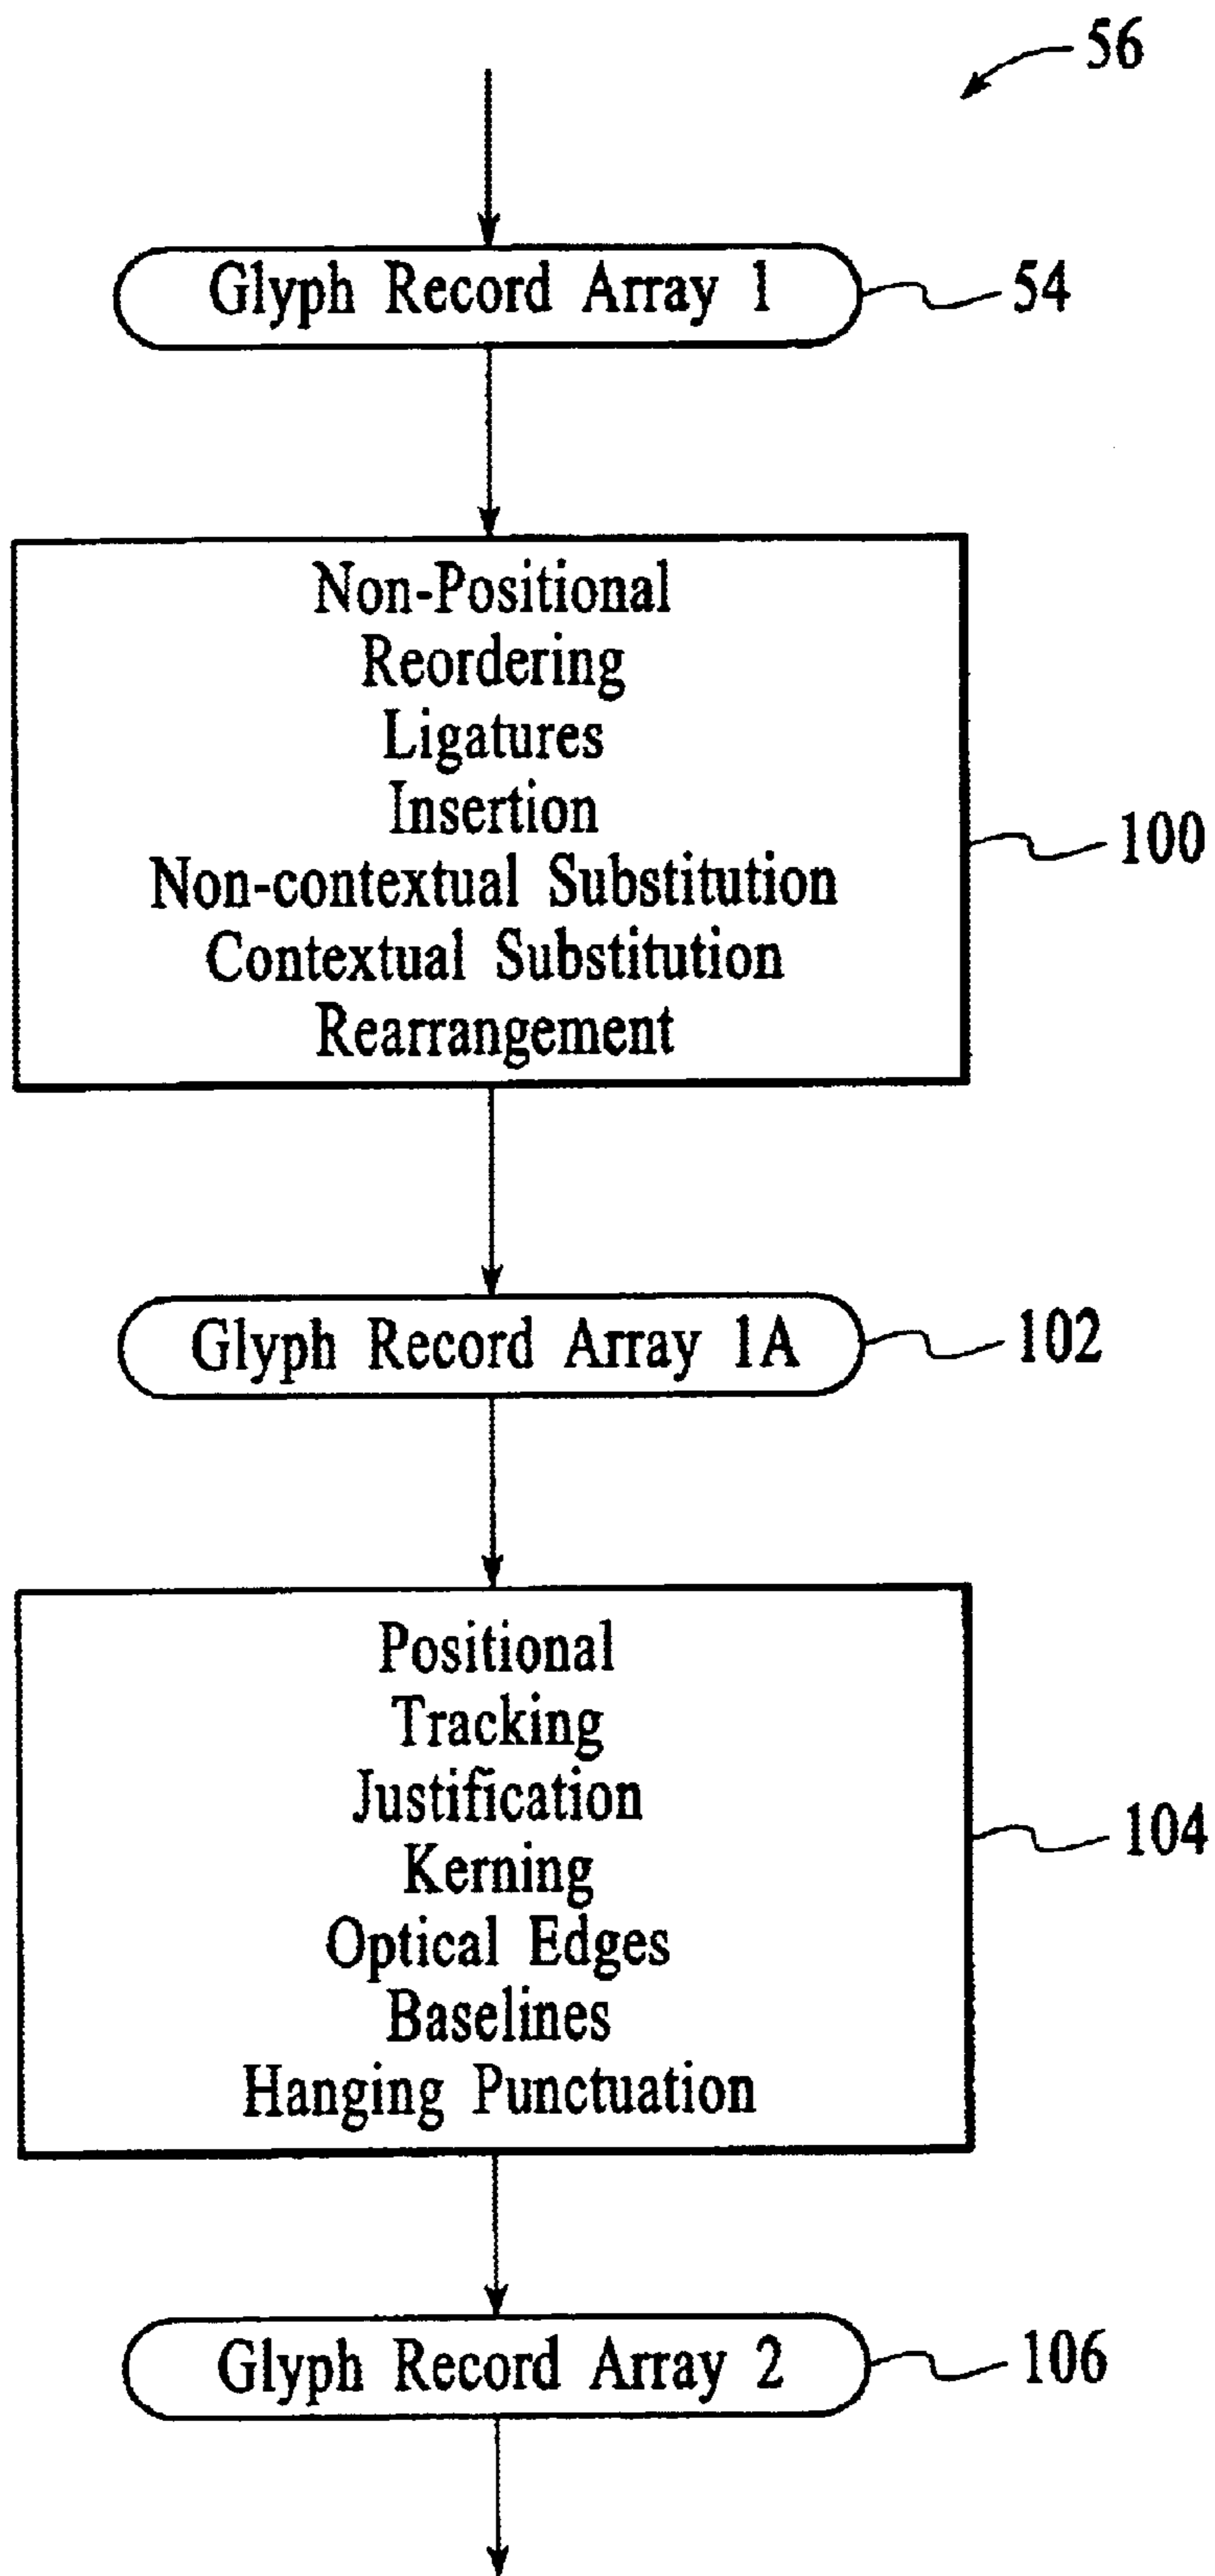 56
Glyph Record Array 1
54
Non-Positional
Reordering
Ligatures
Insertion
Non-contextual Substitution
100
Contextual Substitution
Rearrangement
Glyph Record Array 1A
102
Positional
Tracking
Justification
104
Kerning
Optical Edges
Baselines
Hanging Punctuation
Glyph Record Array 2
106